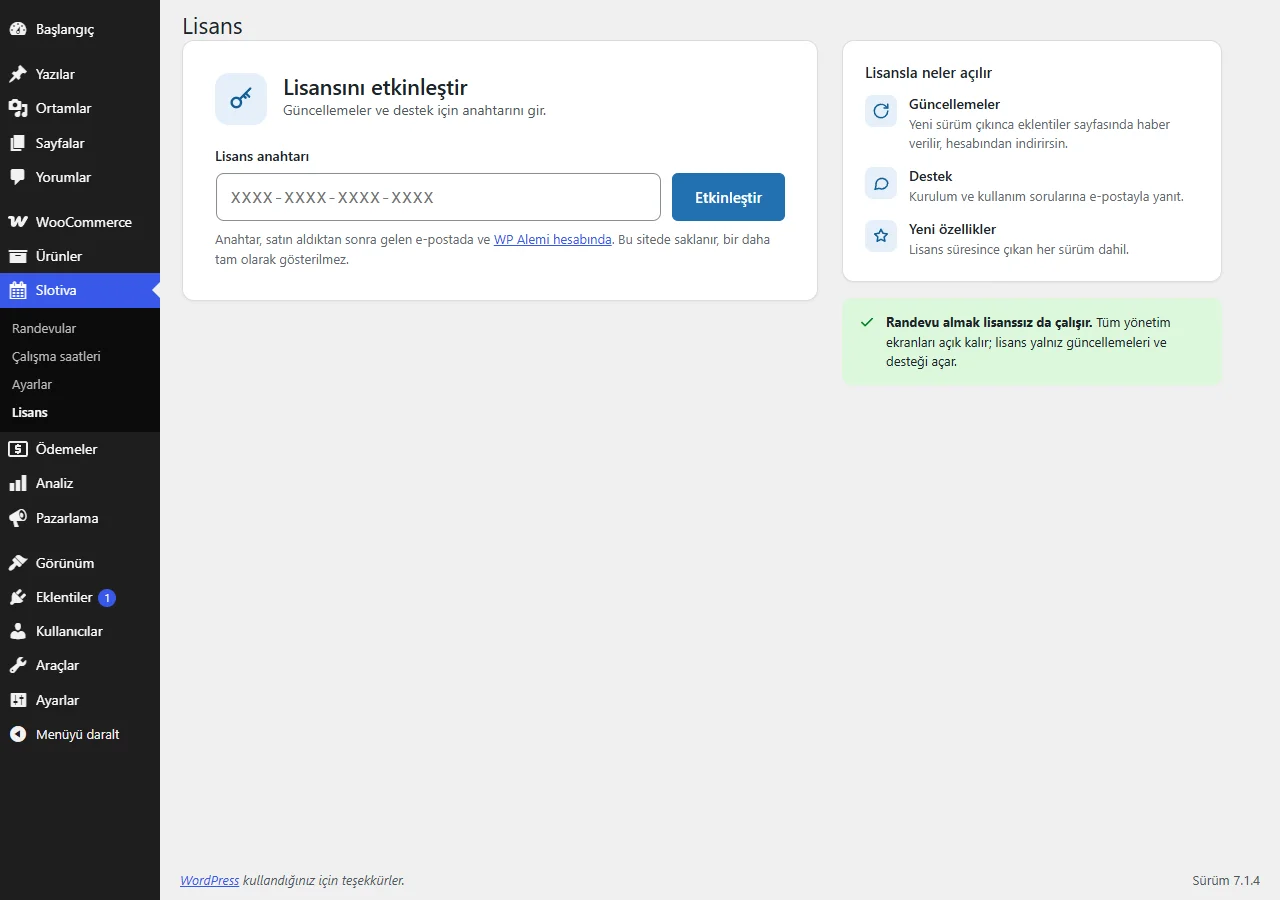 Başlangıç
Yazılar
Ortamlar
Sayfalar
Yorumlar
WooCommerce
Ürünler
Slotiva
Randevular
Çalışma saatleri
Ayarlar
Lisans
Ödemeler
Analiz
Pazarlama
Görünüm
Eklentiler 1
Kullanıcılar
Araçlar
Ayarlar
Menüyü daralt
Lisans
Lisansını etkinleştir
Güncellemeler ve destek için anahtarını gir.
Lisans anahtarı
XXXX-XXXX-XXXX-XXXX
Etkinleştir
Anahtar, satın aldıktan sonra gelen e-postada ve WP Alemi hesabında. Bu sitede saklanır, bir daha
tam olarak gösterilmez.
Lisansla neler açılır
Güncellemeler
Yeni sürüm çıkınca eklentiler sayfasında haber
verilir, hesabından indirirsin.
Destek
Kurulum ve kullanım sorularına e-postayla yanıt.
Yeni özellikler
Lisans süresince çıkan her sürüm dahil.
Randevu almak lisanssız da çalışır. Tüm yönetim
ekranları açık kalır; lisans yalnız güncellemeleri ve
desteği açar.
WordPress kullandığınız için teşekkürler.
Sürüm 7.1.4